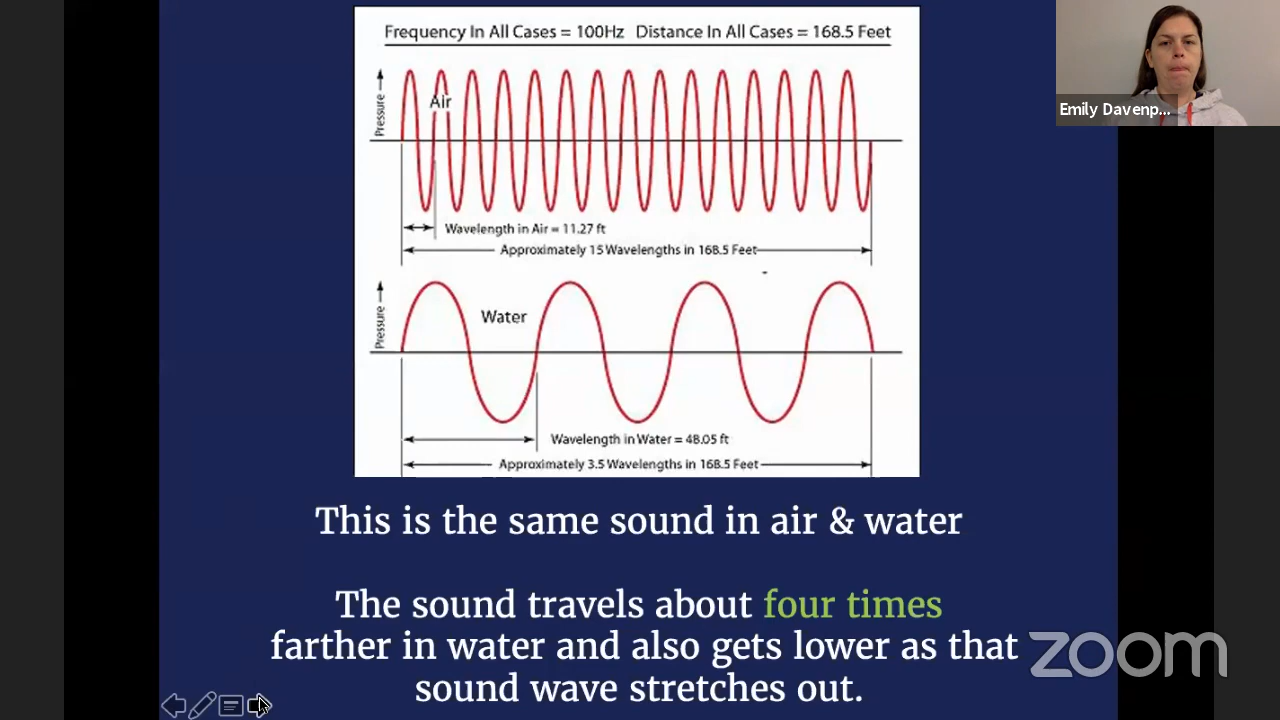 Frequency In All Cases = 100Hz Distance In All Cases = 168.5 Feet
Pressure
Air
Wavelength in Air = 11.27 ft
Approximately 15 Wavelengths in 168.5 Feet
Pressure
Water
Wavelength in Water = 48.05 ft
Approximately 3.5 Wavelengths in 168.5 Feet
This is the same sound in air & water
The sound travels about four times
farther in water and also gets lower as that
sound wave stretches out.
Emily Davenp...
zoom